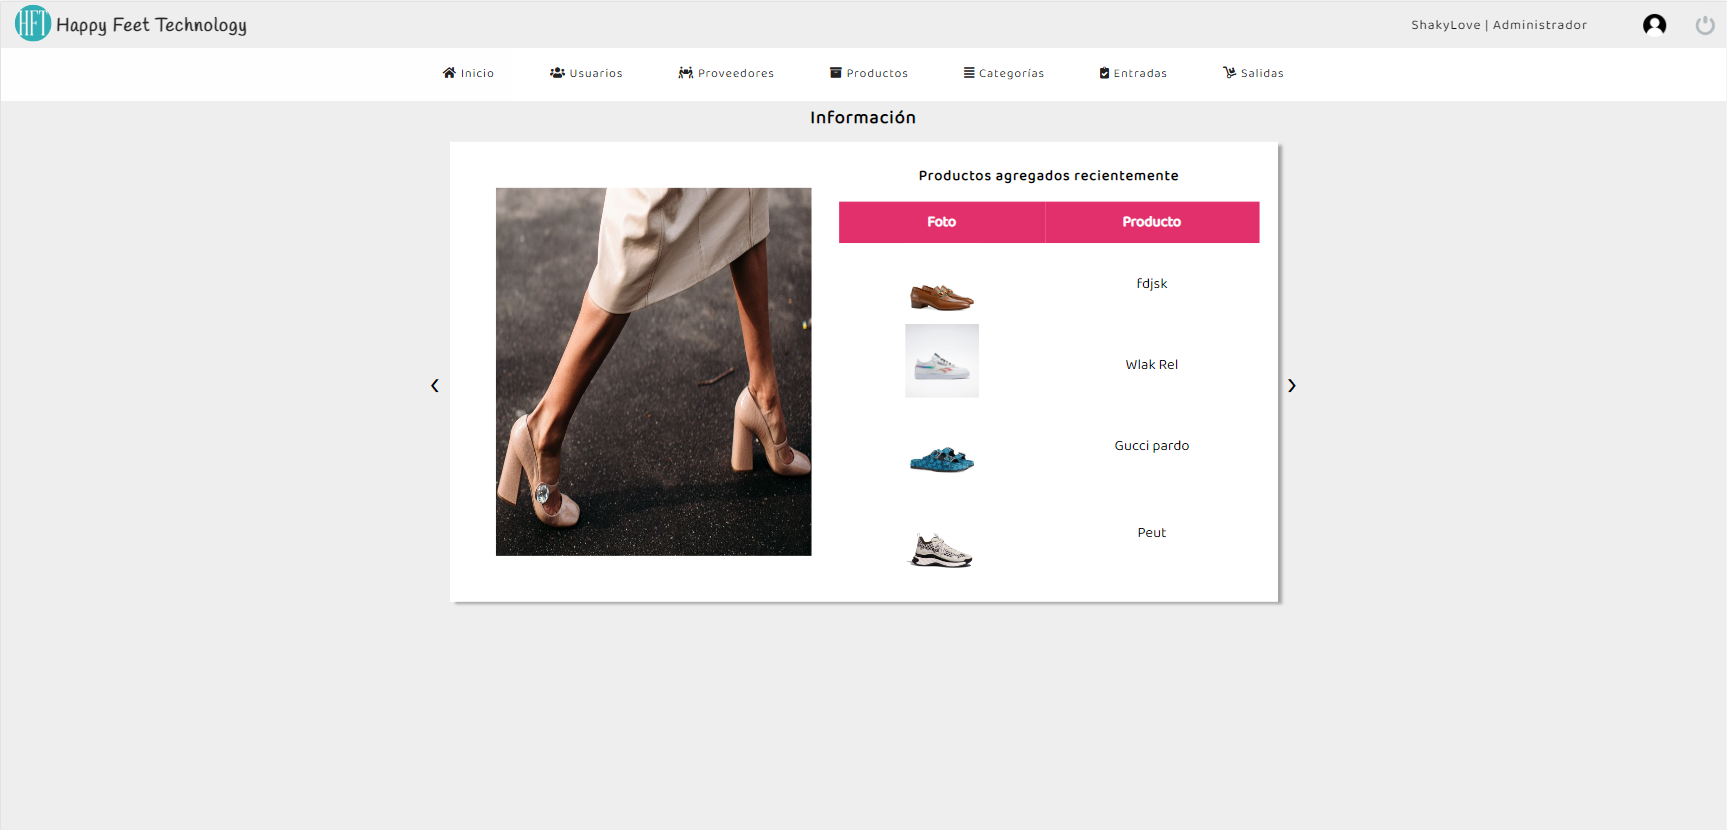 HFT Happy Feet Technology
ShakyLove | Administrador
Inicio Usuarios Proveedores Productos Categorías Entradas Salidas
Información
Productos agregados recientemente
Foto Producto
fdjsk
Wlak Rel
Gucci pardo
Peut